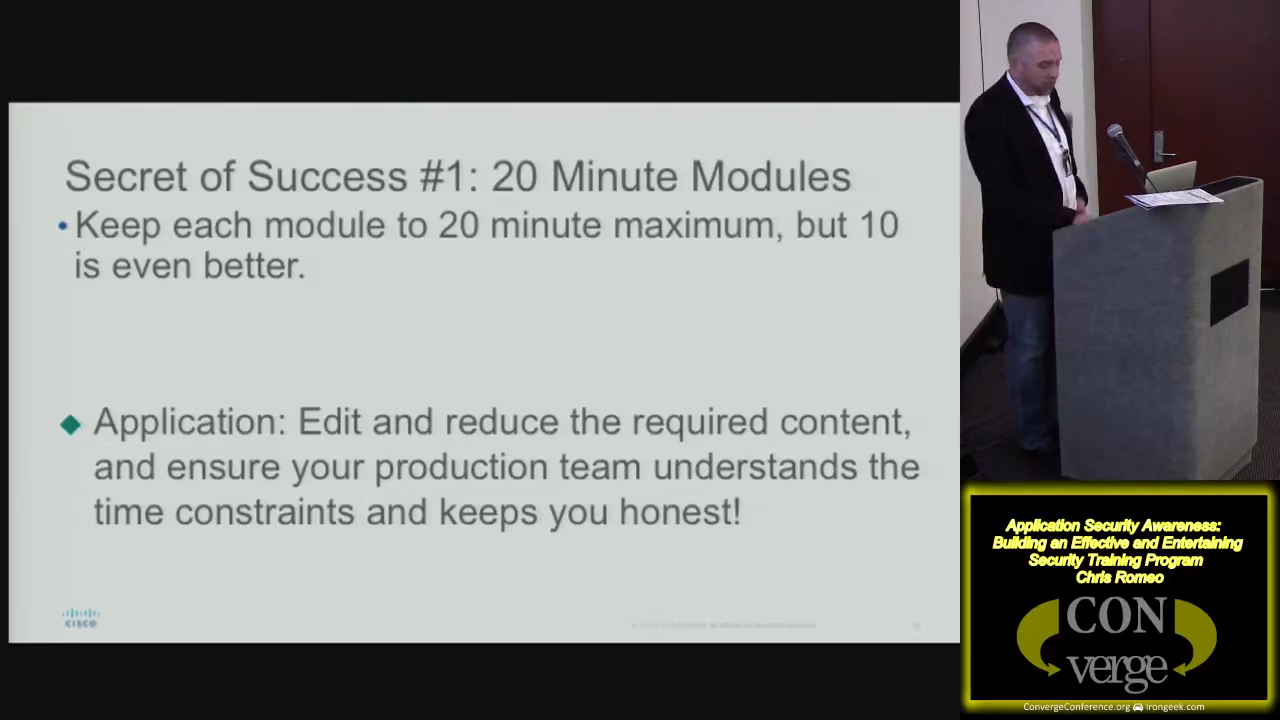 Secret of Success #1: 20 Minute Modules
• Keep each module to 20 minute maximum, but 10
is even better.
◆ Application: Edit and reduce the required content,
and ensure your production team understands the
time constraints and keeps you honest!
CISCO
Application Security Awareness:
Building an Effective and Entertaining
Security Training Program
Chris Romeo
CON
verge
ConvergeConference.org Irongeek.com